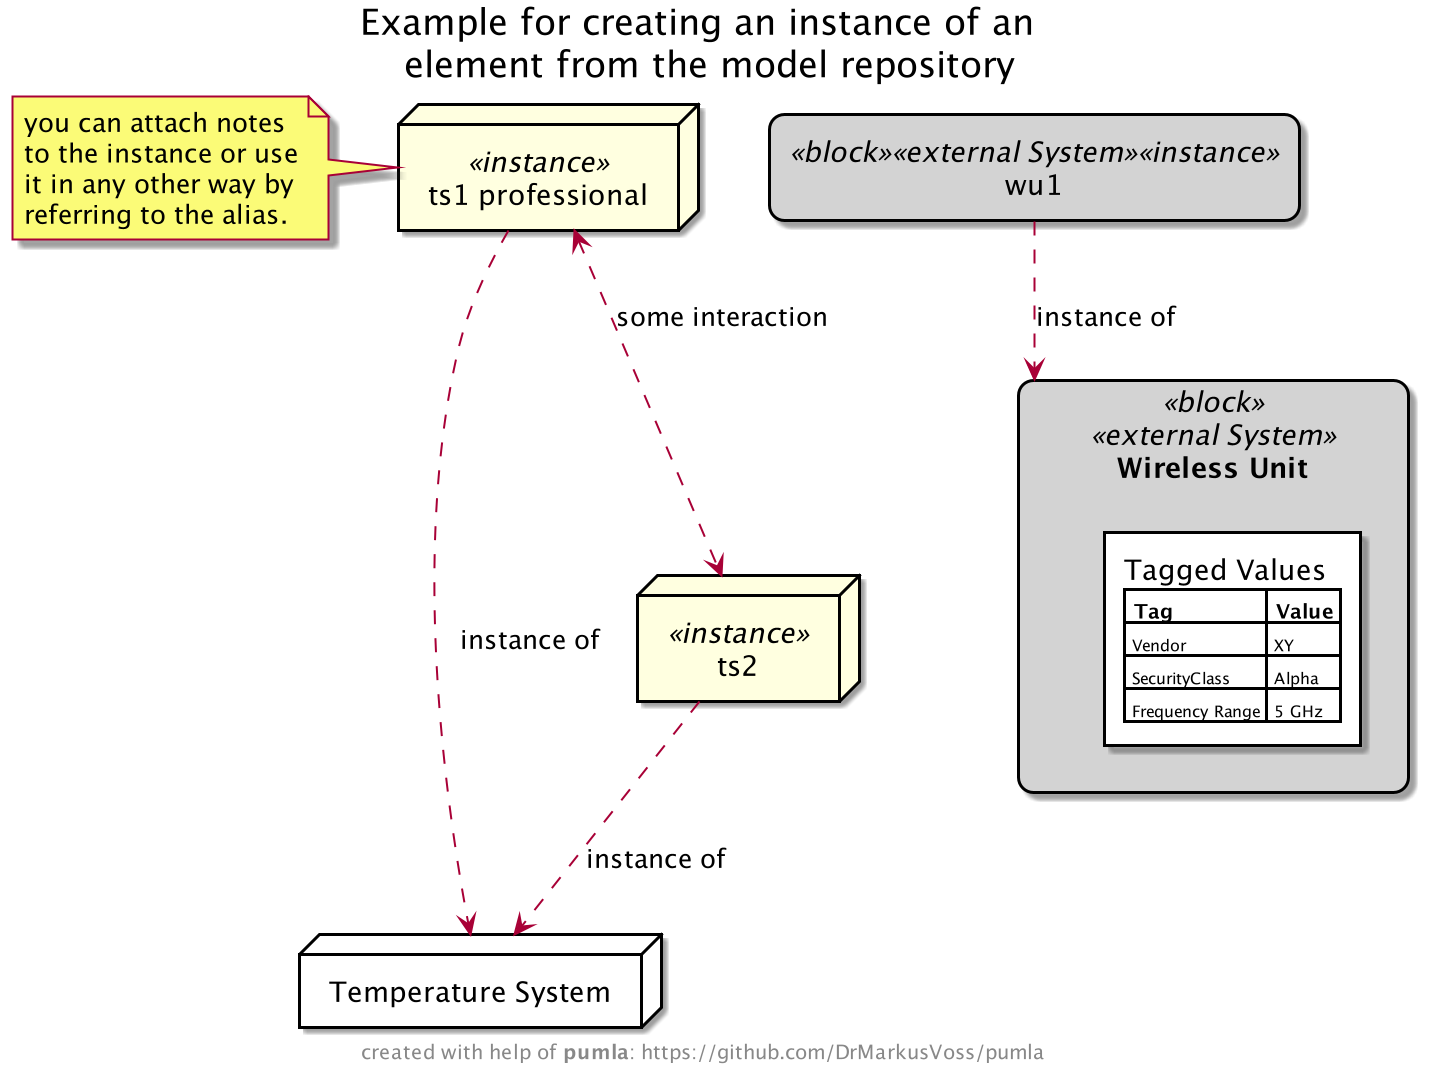 Example for creating an instance of an
element from the model repository
you can attach notes
to the instance or use
it in any other way by
referring to the alias.
«instance»
ts1 professional
«block»«external System»«instance»
wu1
some interaction
instance of
«block»
«external System»
Wireless Unit
Tagged Values
Tag Value
Vendor XY
SecurityClass Alpha
Frequency Range 5 GHz
instance of
«instance»
ts2
instance of
Temperature System
created with help of pumla: https://github.com/DrMarkusVoss/pumla